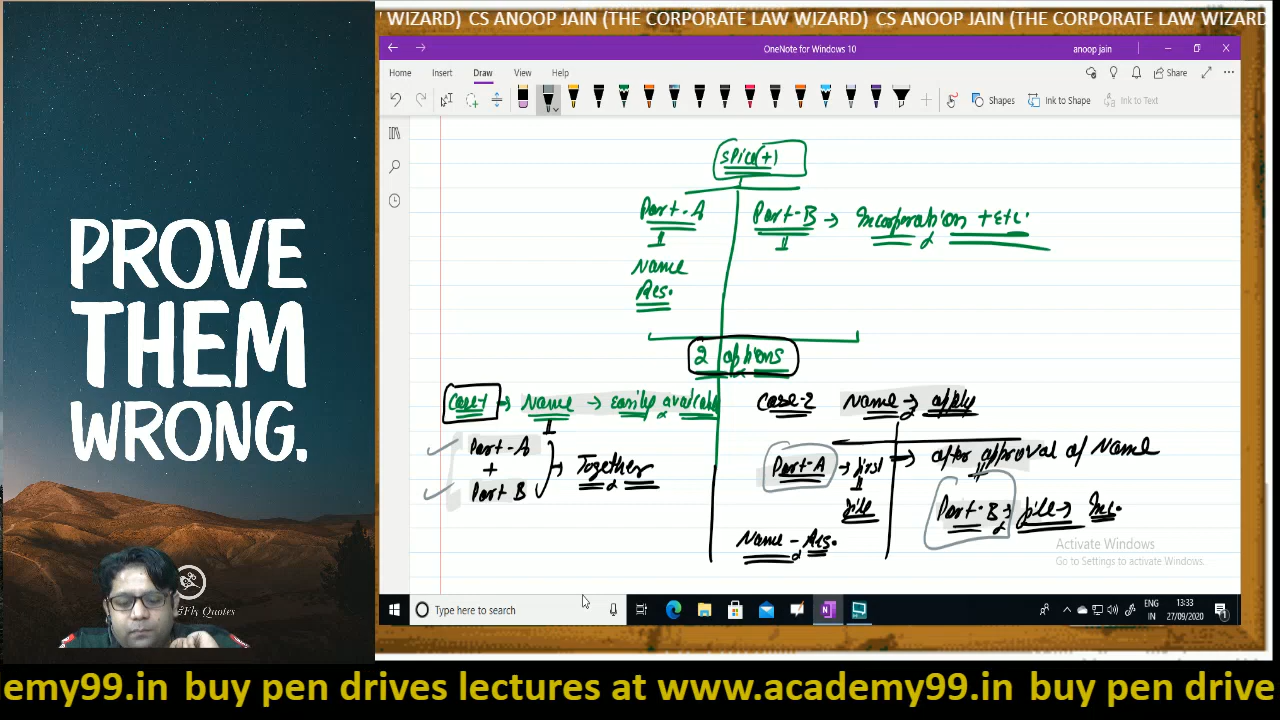 WIZARD) CS ANOOP JAIN (THE CORPORATE LAW WIZARD) CS ANOOP JAIN (THE CORPORATE LAW WIZARD
OneNote for Windows 10
anoop jain
Home Insert Draw View Help
Share
Shapes Ink to Shape Ink to Text
PROVE
THEM
WRONG.
Fly Quotes
SPice(+)
Part-A
Part-B → Incorporation + Etc.
Name
Res.
2 options
Case-1 → Name → easily available
Part-A
+
Part B
→ Together
Case-2 Name → apply
Part-A → first
file
Name - Res.
→ after approval of Name
Part-B → file → Inc.
Activate Windows
Go to Settings to activate Windows.
Type here to search
ENG
IN
13:33
27/09/2020
emy99.in buy pen drives lectures at www.academy99.in buy pen drive